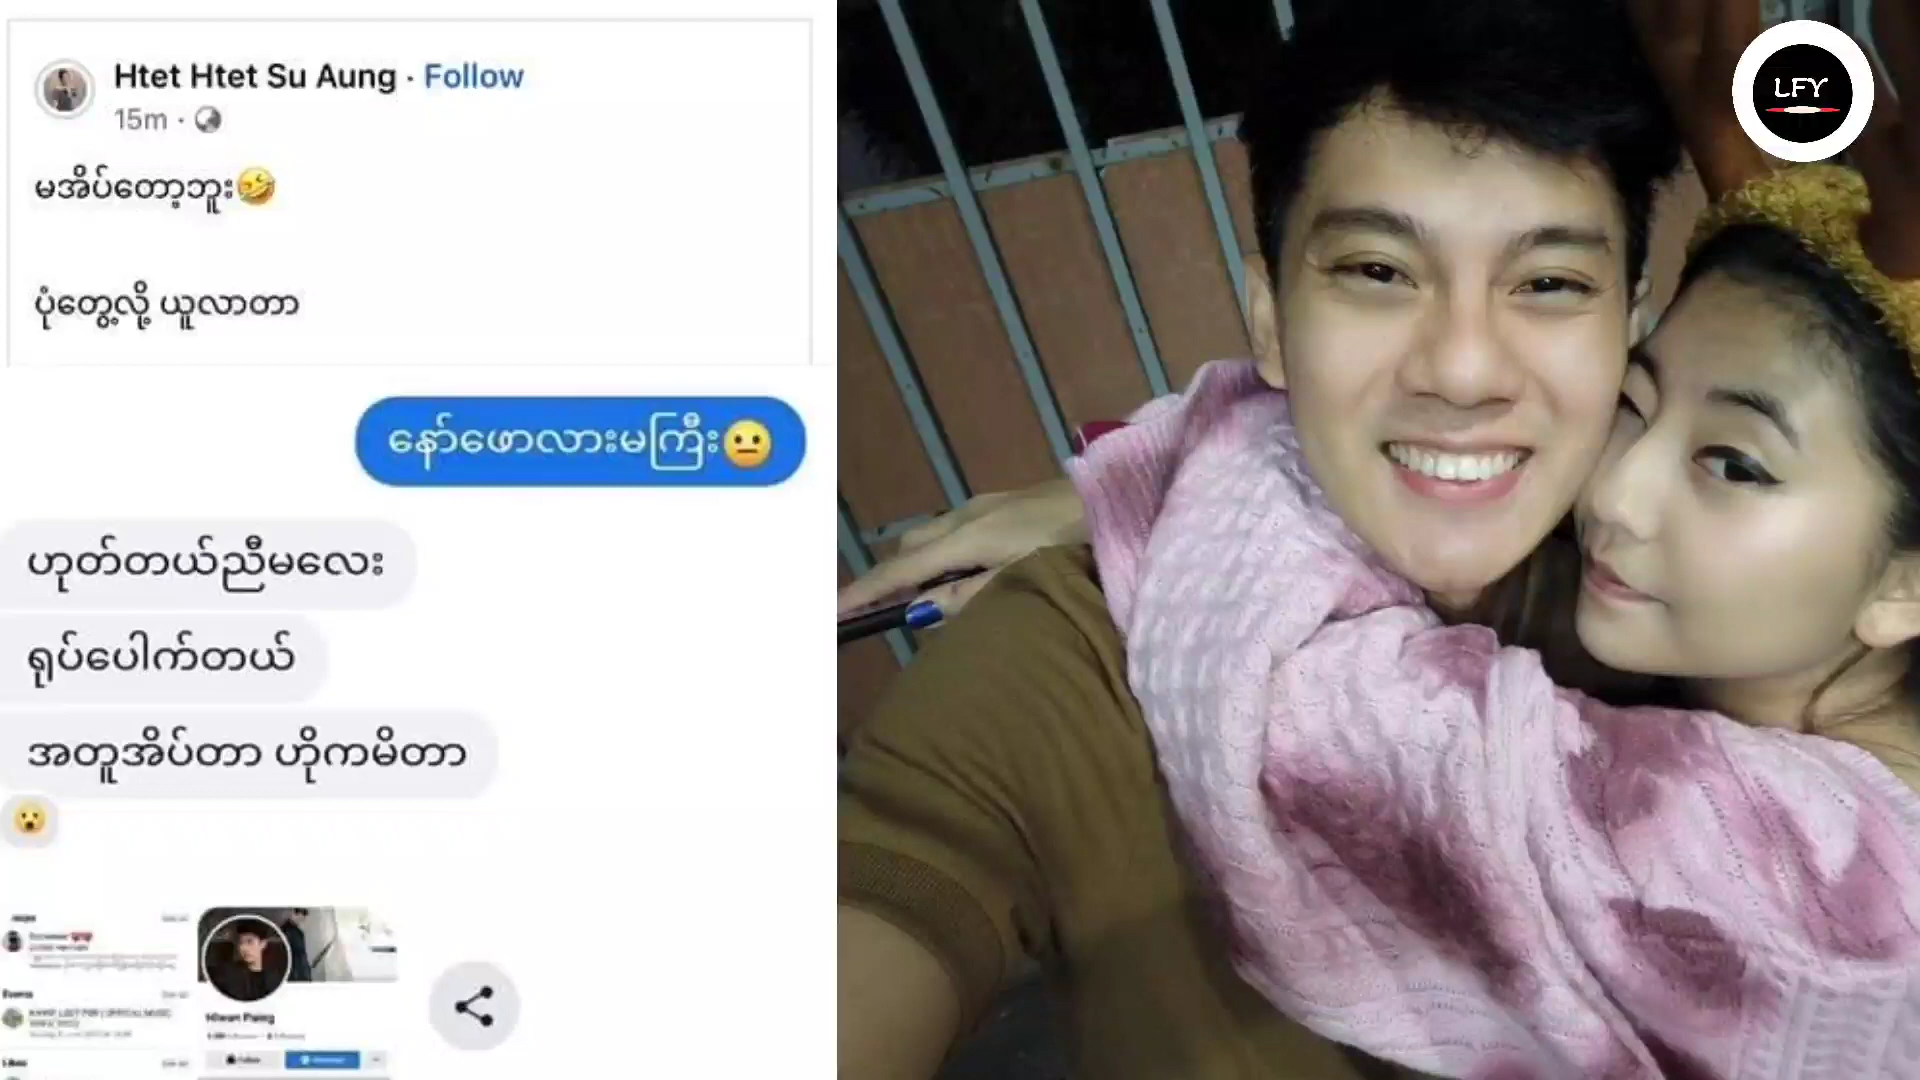 Htet Htet Su Aung · Follow
15m ·
မအိပ်တော့ဘူး🤣
ပုံတွေ့လို့ ယူလာတာ
နော်ဖောလားမကြီး😐
ဟုတ်တယ်ညီမလေး
ရုပ်ပေါက်တယ်
အတူအိပ်တာ ဟိုကမိတာ
😮
Hlwan Paing
LFY